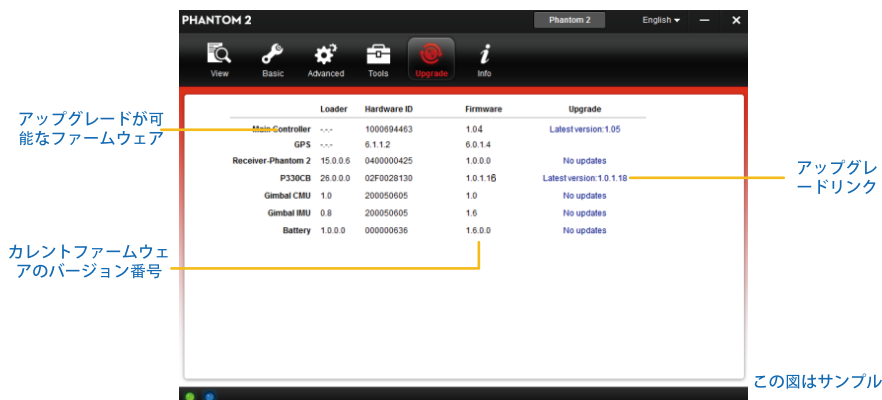 PHANTOM 2
Phantom 2
English
View
Basic
Advanced
Tools
Upgrade
Info
Loader Hardware ID Firmware Upgrade
Main Controller -.-.- 1000694463 1.04 Latest version:1.05
GPS -.-.- 6.1.1.2 6.0.1.4
Receiver-Phantom 2 15.0.0.6 0400000425 1.0.0.0 No updates
P330CB 26.0.0.0 02F0028130 1.0.1.16 Latest version:1.0.1.18
Gimbal CMU 1.0 200050605 1.0 No updates
Gimbal IMU 0.8 200050605 1.6 No updates
Battery 1.0.0.0 000000636 1.6.0.0 No updates
アップグレードが可
能なファームウェア
カレントファームウェ
アのバージョン番号
アップグレ
ードリンク
この図はサンプル